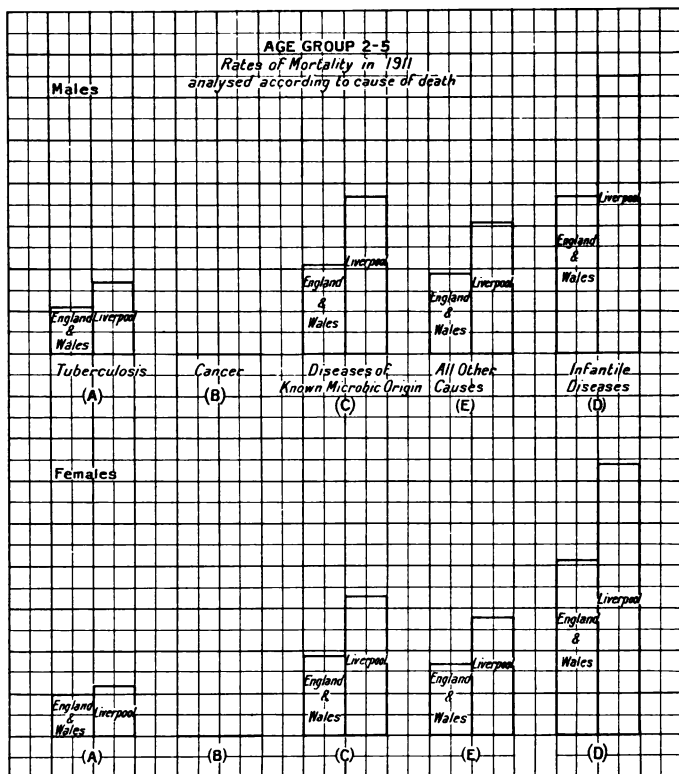 AGE GROUP 2-5
Rates of Mortality in 1911
analysed according to cause of death
Males
England & Wales
Liverpool
England & Wales
Liverpool
England & Wales
Liverpool
England & Wales
Liverpool
Tuberculosis
(A)
Cancer
(B)
Diseases of
Known Microbic Origin
(C)
All Other
Causes
(E)
Infantile
Diseases
(D)
Females
England & Wales
Liverpool
England & Wales
Liverpool
England & Wales
Liverpool
England & Wales
Liverpool
(A)
(B)
(C)
(E)
(D)